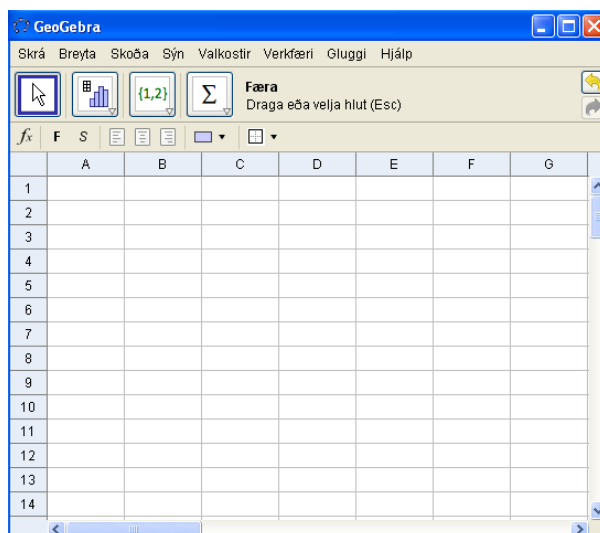 GeoGebra
Skrá Breyta Skoða Sýn Valkostir Verkfæri Gluggi Hjálp
{1,2} Σ Færa
Draga eða velja hlut (Esc)
fx F S
A B C D E F G
1
2
3
4
5
6
7
8
9
10
11
12
13
14